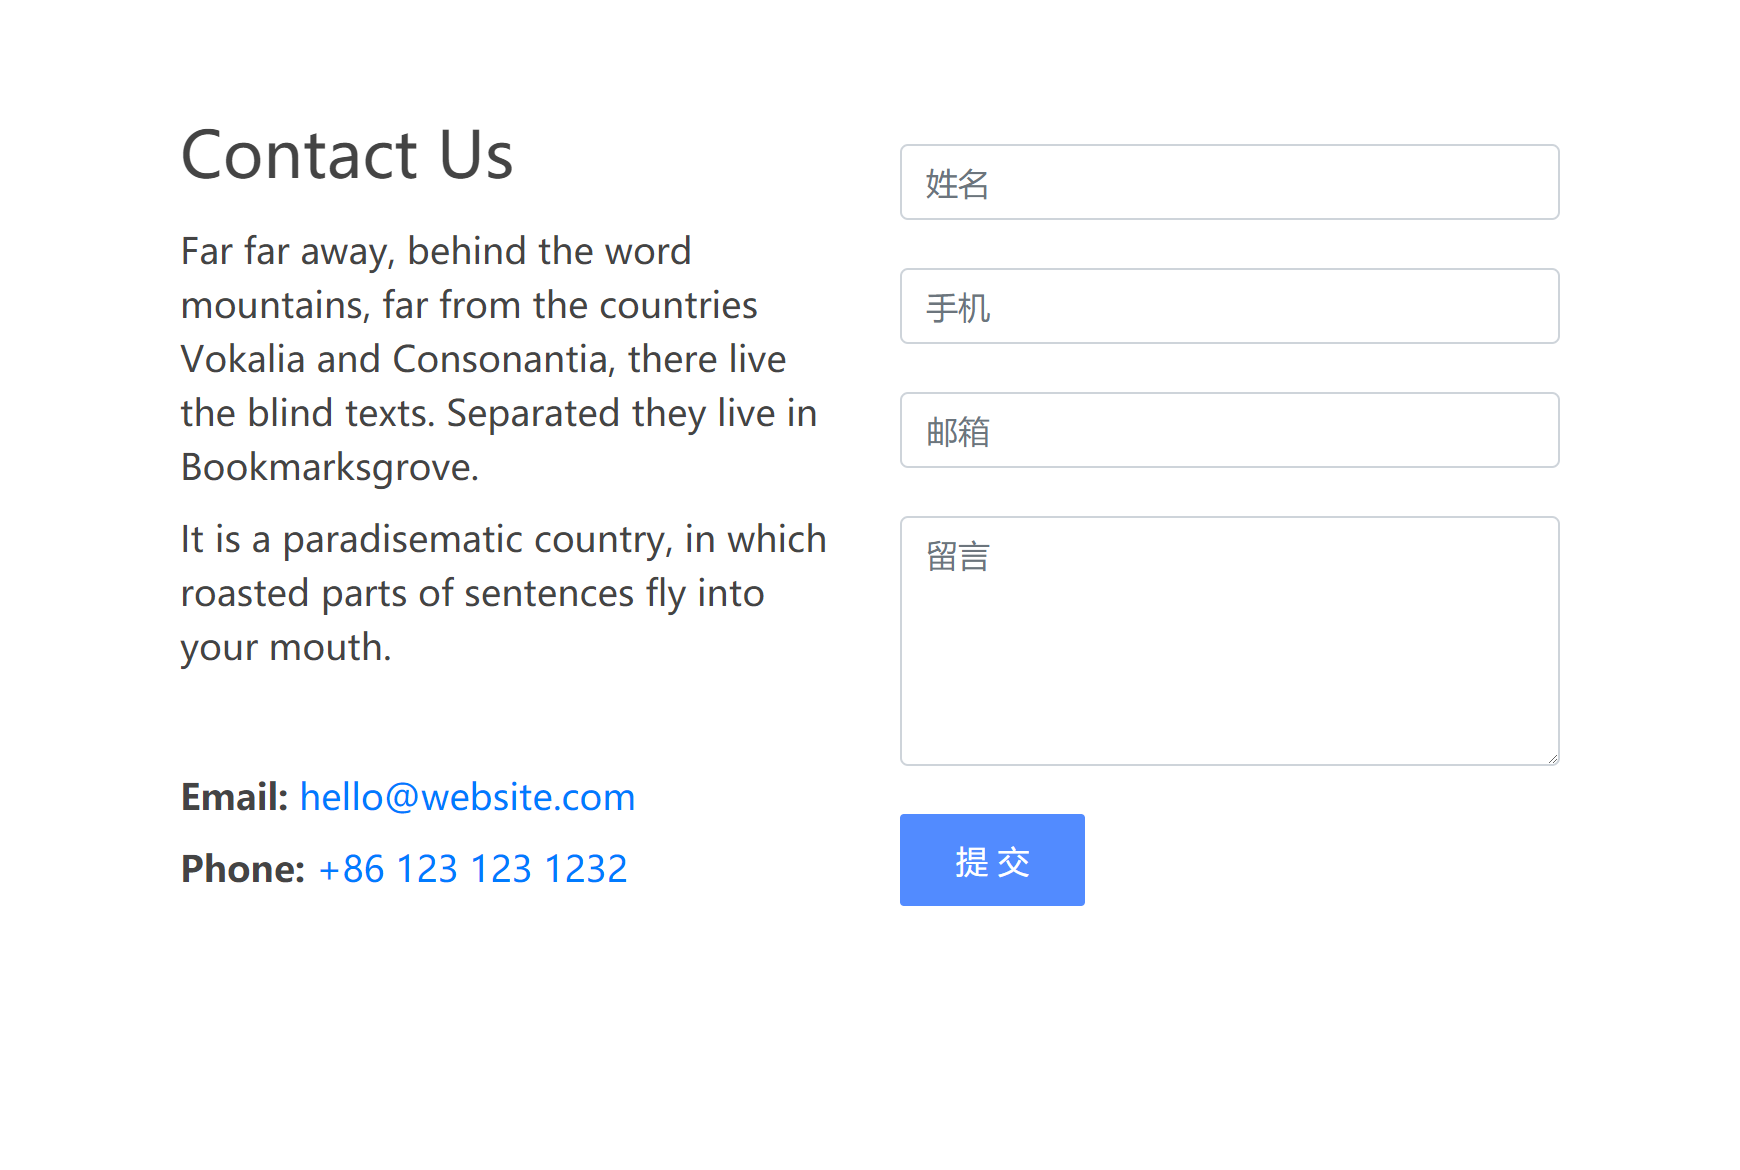 Contact Us
Far far away, behind the word
mountains, far from the countries
Vokalia and Consonantia, there live
the blind texts. Separated they live in
Bookmarksgrove.
It is a paradisematic country, in which
roasted parts of sentences fly into
your mouth.
Email: hello@website.com
Phone: +86 123 123 1232
姓名
手机
邮箱
留言
提 交